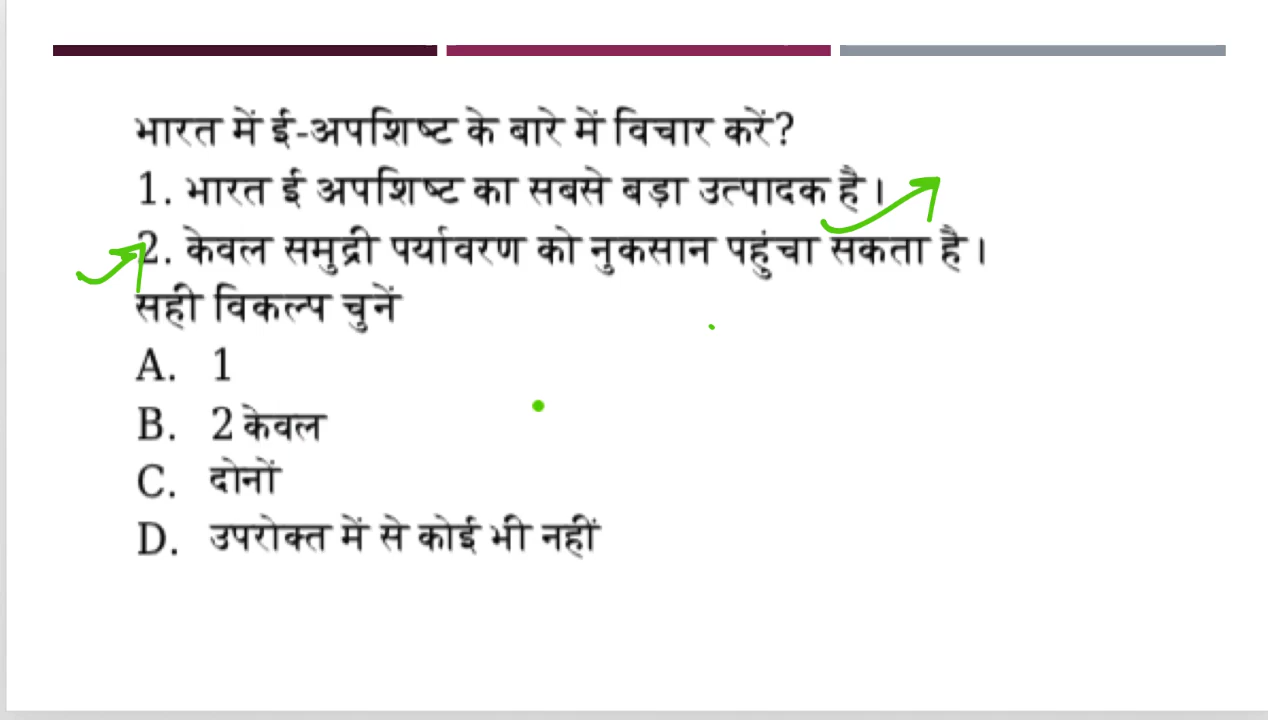 भारत में ई-अपशिष्ट के बारे में विचार करें?
1. भारत ई अपशिष्ट का सबसे बड़ा उत्पादक है।
2. केवल समुद्री पर्यावरण को नुकसान पहुंचा सकता है।
सही विकल्प चुनें
A. 1
B. 2 केवल
C. दोनों
D. उपरोक्त में से कोई भी नहीं